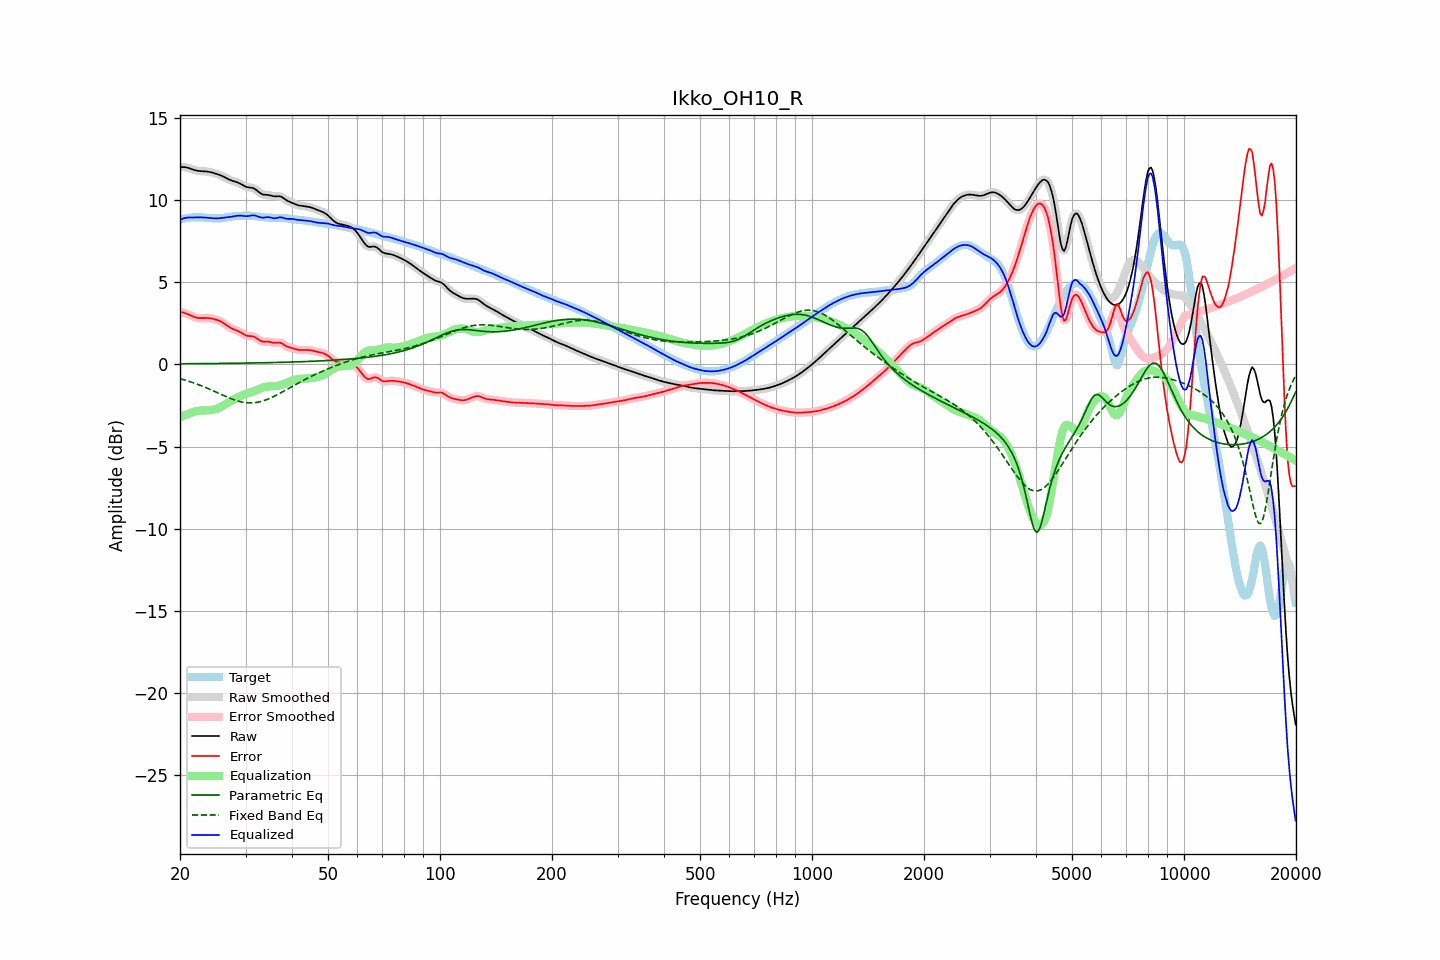 Ikko_OH10_R
15
10
5
0
−5
−10
−15
−20
−25
Amplitude (dBr)
Target
Raw Smoothed
Error Smoothed
Raw
Error
Equalization
Parametric Eq
Fixed Band Eq
Equalized
20 50 100 200 500 1000 2000 5000 10000 20000
Frequency (Hz)